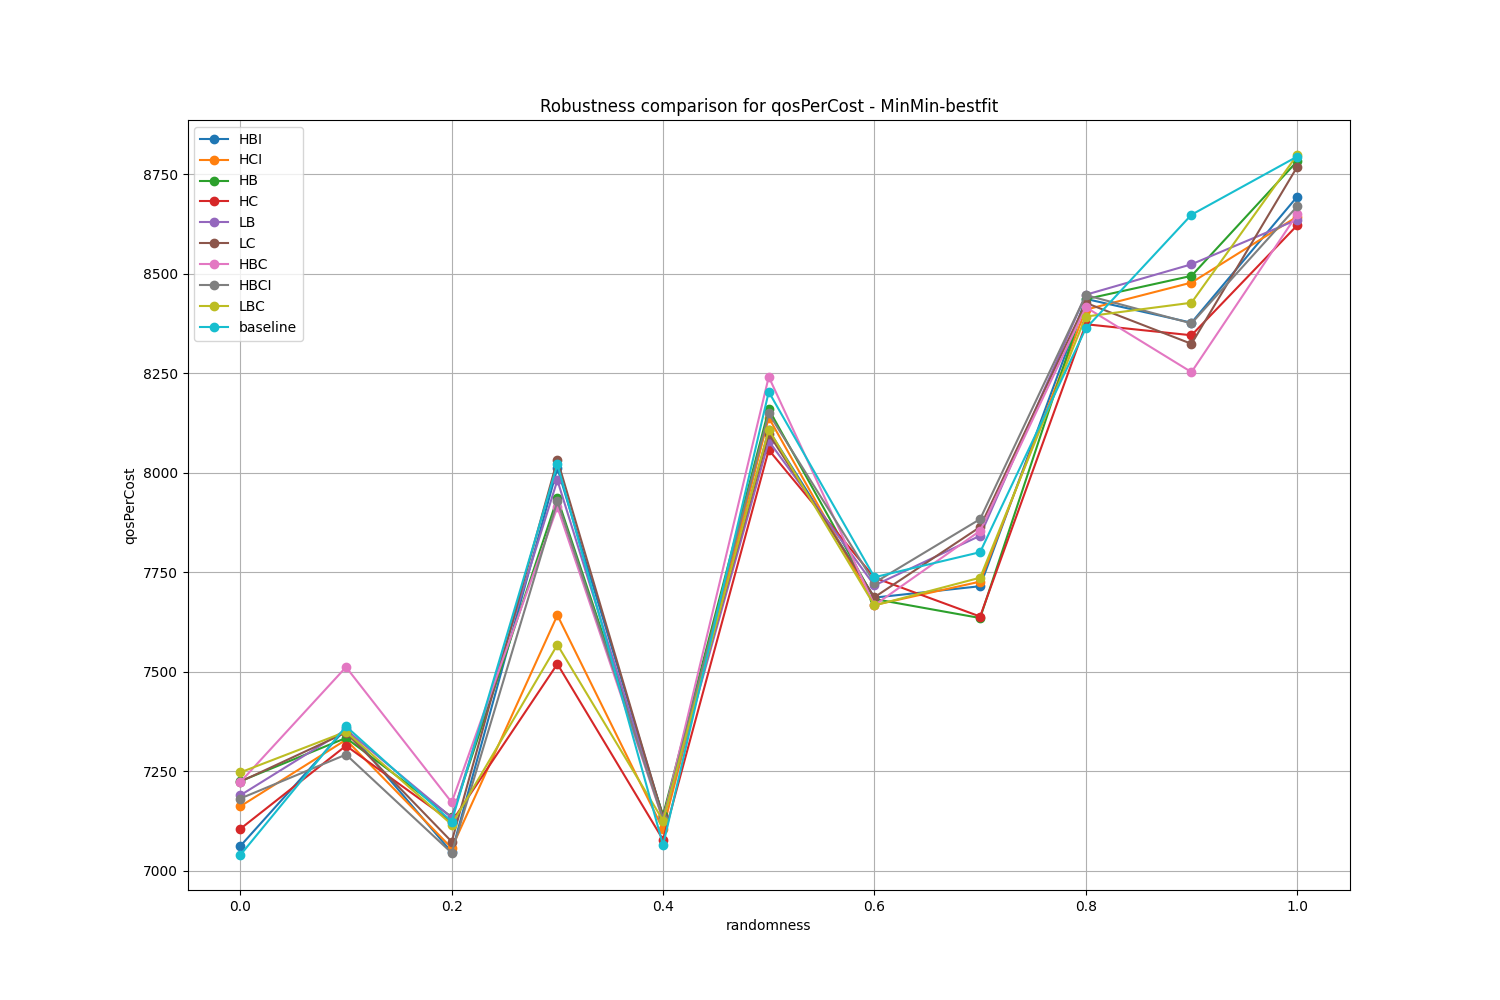 Robustness comparison for qosPerCost - MinMin-bestfit
HBI
HCI
HB
HC
LB
LC
HBC
HBCI
LBC
baseline
qosPerCost
8750
8500
8250
8000
7750
7500
7250
7000
0.0 0.2 0.4 0.6 0.8 1.0
randomness